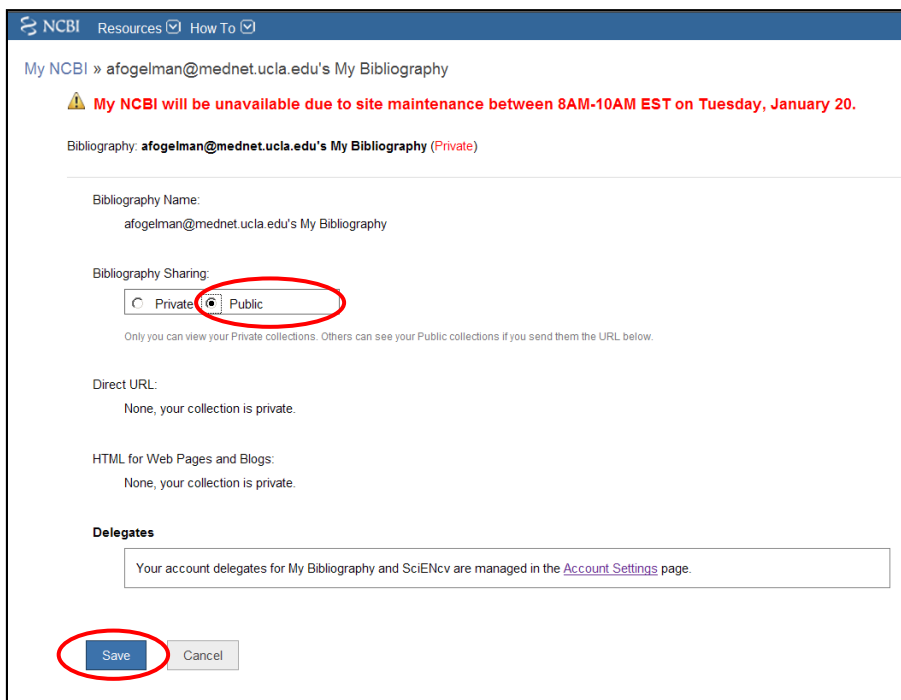 NCBI Resources How To
My NCBI » afogelman@mednet.ucla.edu's My Bibliography
My NCBI will be unavailable due to site maintenance between 8AM-10AM EST on Tuesday, January 20.
Bibliography: afogelman@mednet.ucla.edu's My Bibliography (Private)
Bibliography Name:
afogelman@mednet.ucla.edu's My Bibliography
Bibliography Sharing:
Private Public
Only you can view your Private collections. Others can see your Public collections if you send them the URL below.
Direct URL:
None, your collection is private.
HTML for Web Pages and Blogs:
None, your collection is private.
Delegates
Your account delegates for My Bibliography and SciENcv are managed in the Account Settings page.
Save Cancel